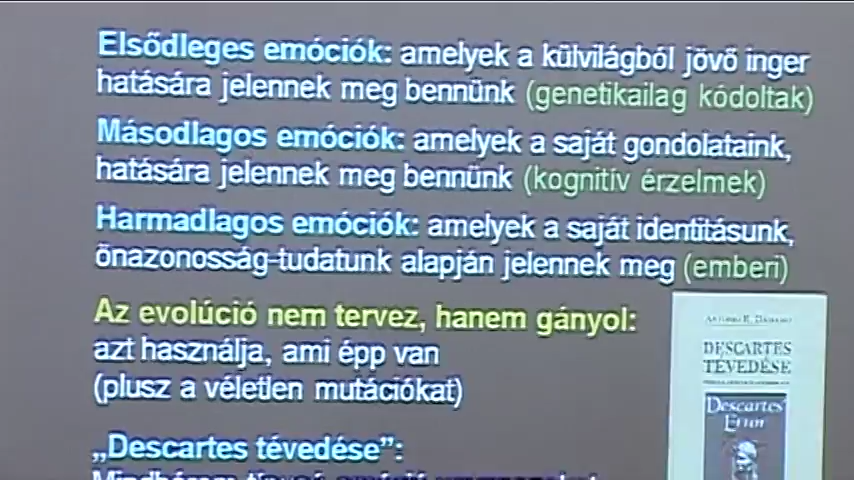 Elsődleges emóciók: amelyek a külvilágból jövő inger
hatására jelennek meg bennünk (genetikailag kódoltak)
Másodlagos emóciók: amelyek a saját gondolataink,
hatására jelennek meg bennünk (kognitív érzelmek)
Harmadlagos emóciók: amelyek a saját identitásunk,
önazonosság-tudatunk alapján jelennek meg (emberi)
Az evolúció nem tervez, hanem gányol:
azt használja, ami épp van
(plusz a véletlen mutációkat)
„Descartes tévedése”:
ANTONIO R. DAMASIO
DESCARTES
TÉVEDÉSE
Descartes'
Error